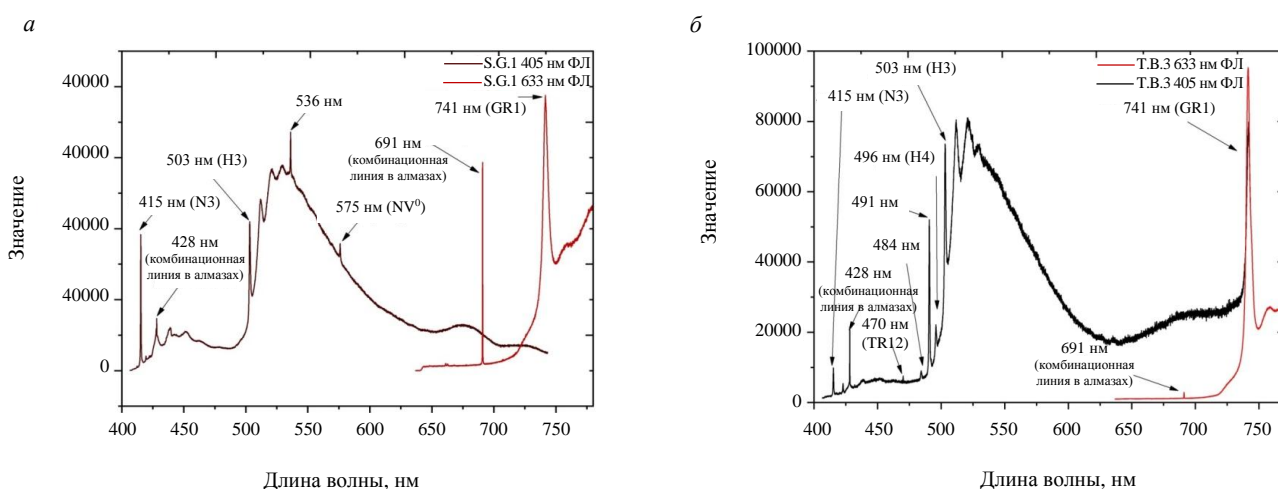 а
S.G.1 405 нм ФЛ
S.G.1 633 нм ФЛ
741 нм (GR1)
536 нм
691 нм
(комбинационная
линия в алмазах)
503 нм (H3)
575 нм (NV⁰)
415 нм (N3)
428 нм
(комбинационная
линия в алмазах)
Значение
40000
40000
40000
40000
0
400 450 500 550 600 650 700 750
Длина волны, нм
б
T.B.3 633 нм ФЛ
T.B.3 405 нм ФЛ
503 нм (H3)
415 нм (N3)
741 нм (GR1)
496 нм (H4)
491 нм
484 нм
428 нм
(комбинационная
линия в алмазах)
470 нм
(TR12)
691 нм
(комбинационная
линия в алмазах)
Значение
100000
80000
60000
40000
20000
0
400 450 500 550 600 650 700 750
Длина волны, нм